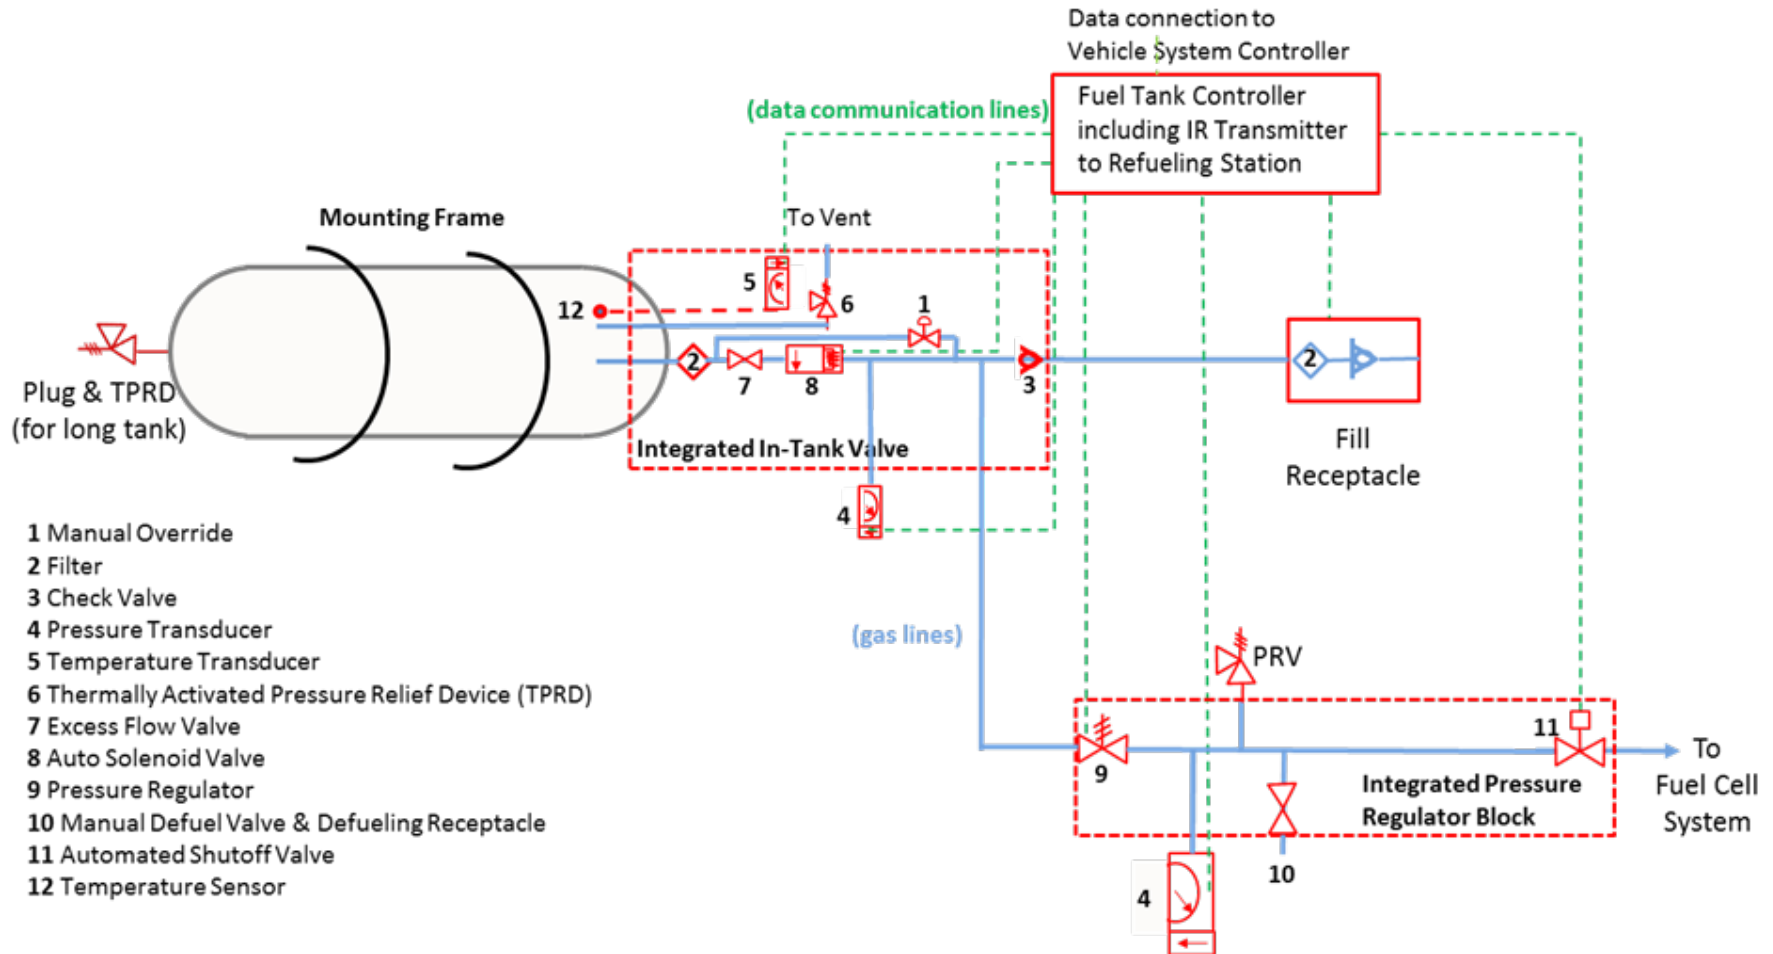 Data connection to
Vehicle System Controller
Fuel Tank Controller
including IR Transmitter
to Refueling Station
(data communication lines)
Mounting Frame
To Vent
5
6
1
12
2
7
8
3
2
Plug & TPRD
(for long tank)
Integrated In-Tank Valve
Fill
Receptacle
4
1 Manual Override
2 Filter
3 Check Valve
4 Pressure Transducer
5 Temperature Transducer
6 Thermally Activated Pressure Relief Device (TPRD)
7 Excess Flow Valve
8 Auto Solenoid Valve
9 Pressure Regulator
10 Manual Defuel Valve & Defueling Receptacle
11 Automated Shutoff Valve
12 Temperature Sensor
(gas lines)
PRV
11
9
Integrated Pressure
Regulator Block
To
Fuel Cell
System
10
4